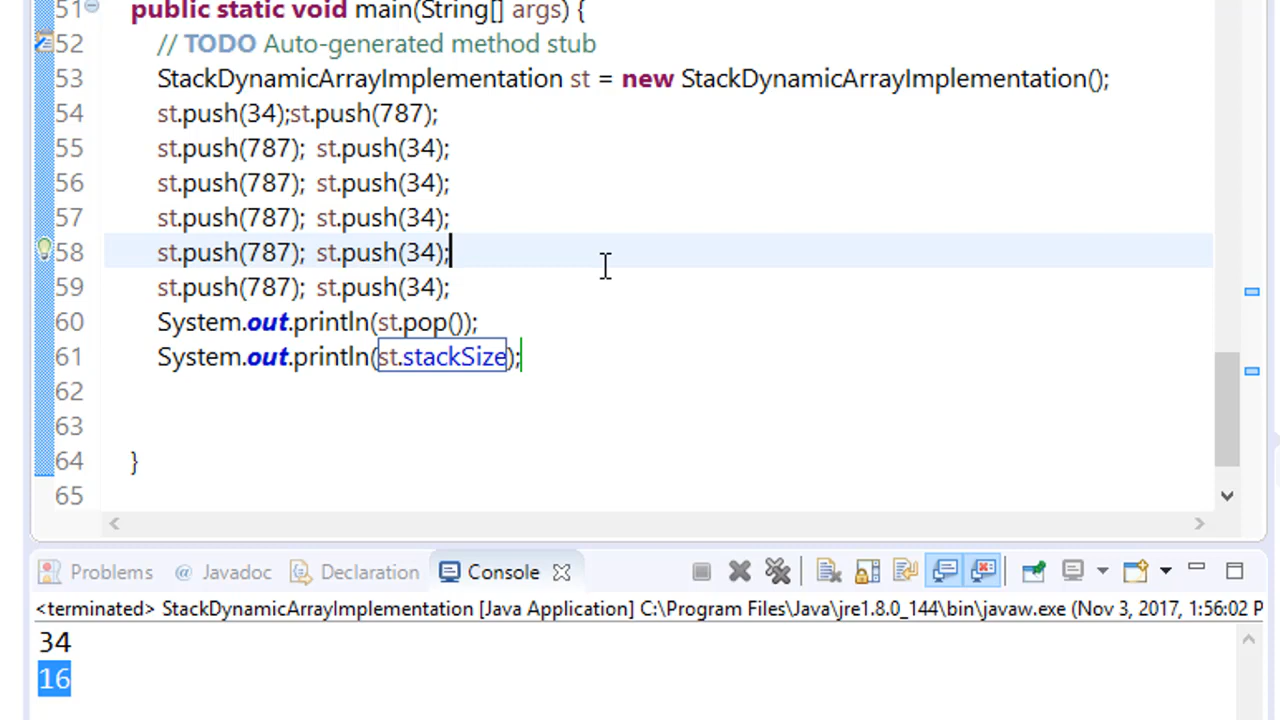 51 public static void main(String[] args) {
52 // TODO Auto-generated method stub
53 StackDynamicArrayImplementation st = new StackDynamicArrayImplementation();
54 st.push(34);st.push(787);
55 st.push(787); st.push(34);
56 st.push(787); st.push(34);
57 st.push(787); st.push(34);
58 st.push(787); st.push(34);
59 st.push(787); st.push(34);
60 System.out.println(st.pop());
61 System.out.println(st.stackSize);
62
63
64 }
65
Problems @ Javadoc Declaration Console
<terminated> StackDynamicArrayImplementation [Java Application] C:\Program Files\Java\jre1.8.0_144\bin\javaw.exe (Nov 3, 2017, 1:56:02 P
34
16